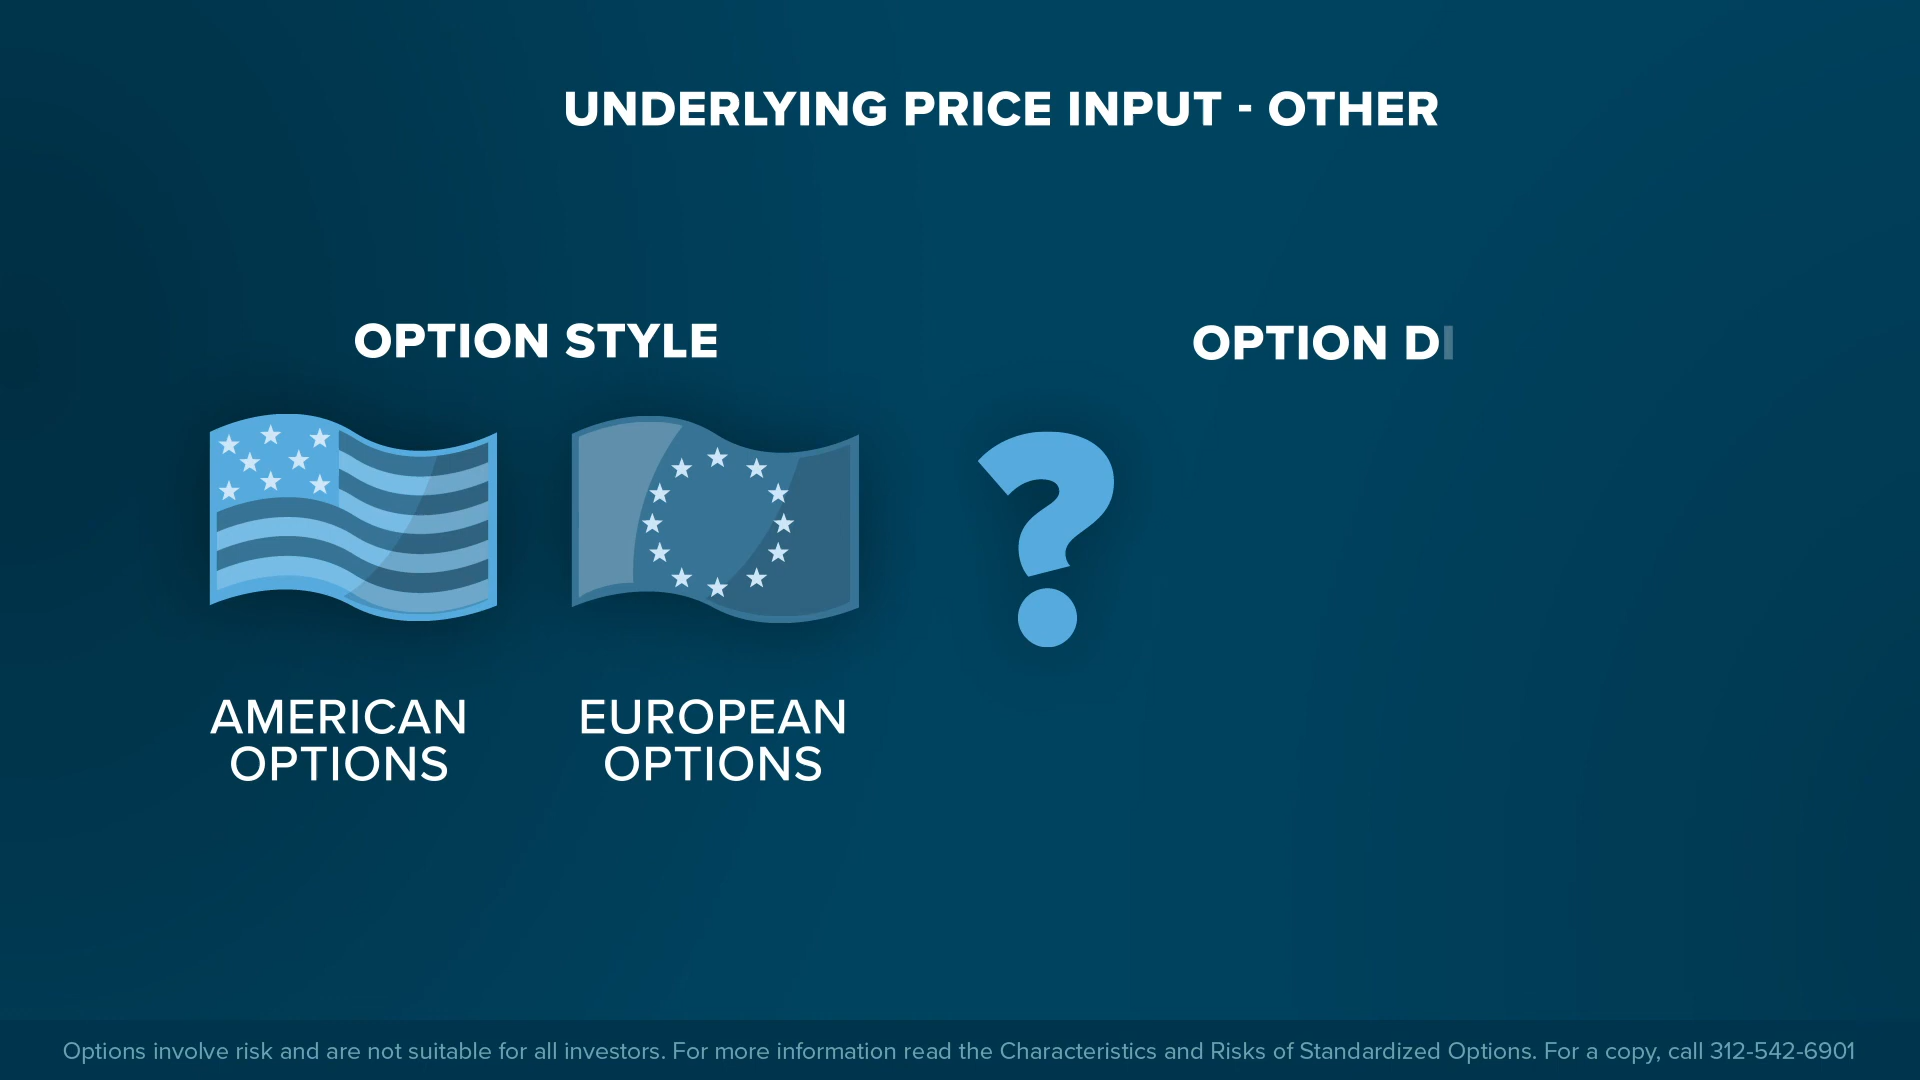 UNDERLYING PRICE INPUT - OTHER
OPTION STYLE
OPTION DI
?
AMERICAN
OPTIONS
EUROPEAN
OPTIONS
Options involve risk and are not suitable for all investors. For more information read the Characteristics and Risks of Standardized Options. For a copy, call 312-542-6901